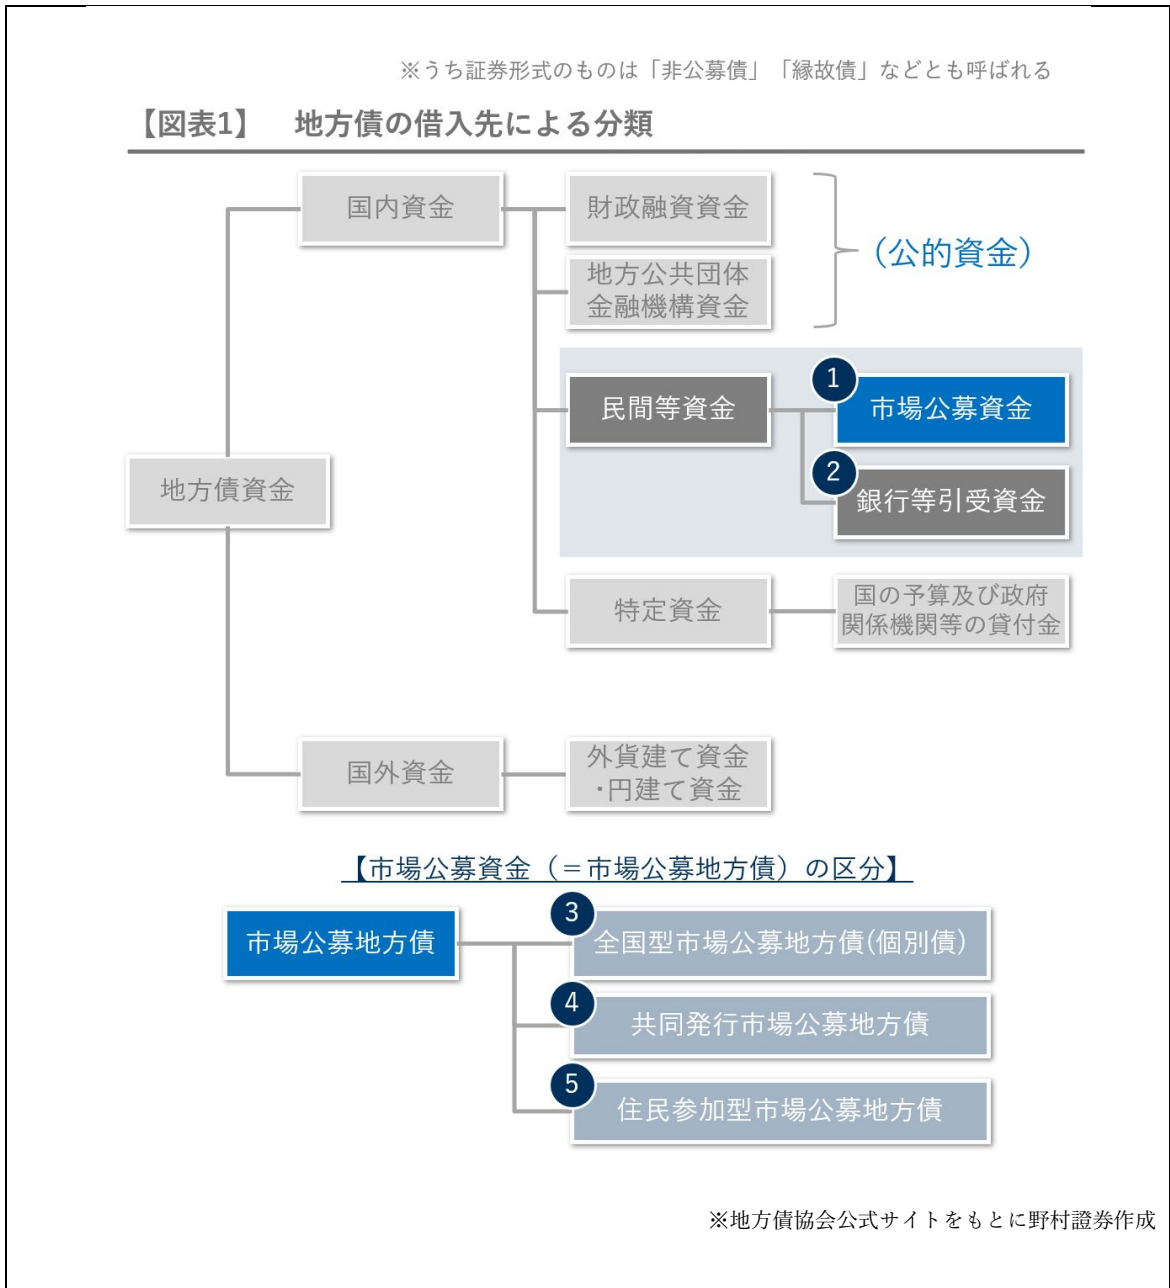 ※うち証券形式のものは「非公募債」「縁故債」などとも呼ばれる
【図表1】 地方債の借入先による分類
国内資金
財政融資資金
(公的資金)
地方公共団体
金融機構資金
1
民間等資金
市場公募資金
2
地方債資金
銀行等引受資金
特定資金
国の予算及び政府
関係機関等の貸付金
国外資金
外貨建て資金
・円建て資金
【市場公募資金(=市場公募地方債)の区分】
3
市場公募地方債
全国型市場公募地方債(個別債)
4
共同発行市場公募地方債
5
住民参加型市場公募地方債
※地方債協会公式サイトをもとに野村證券作成